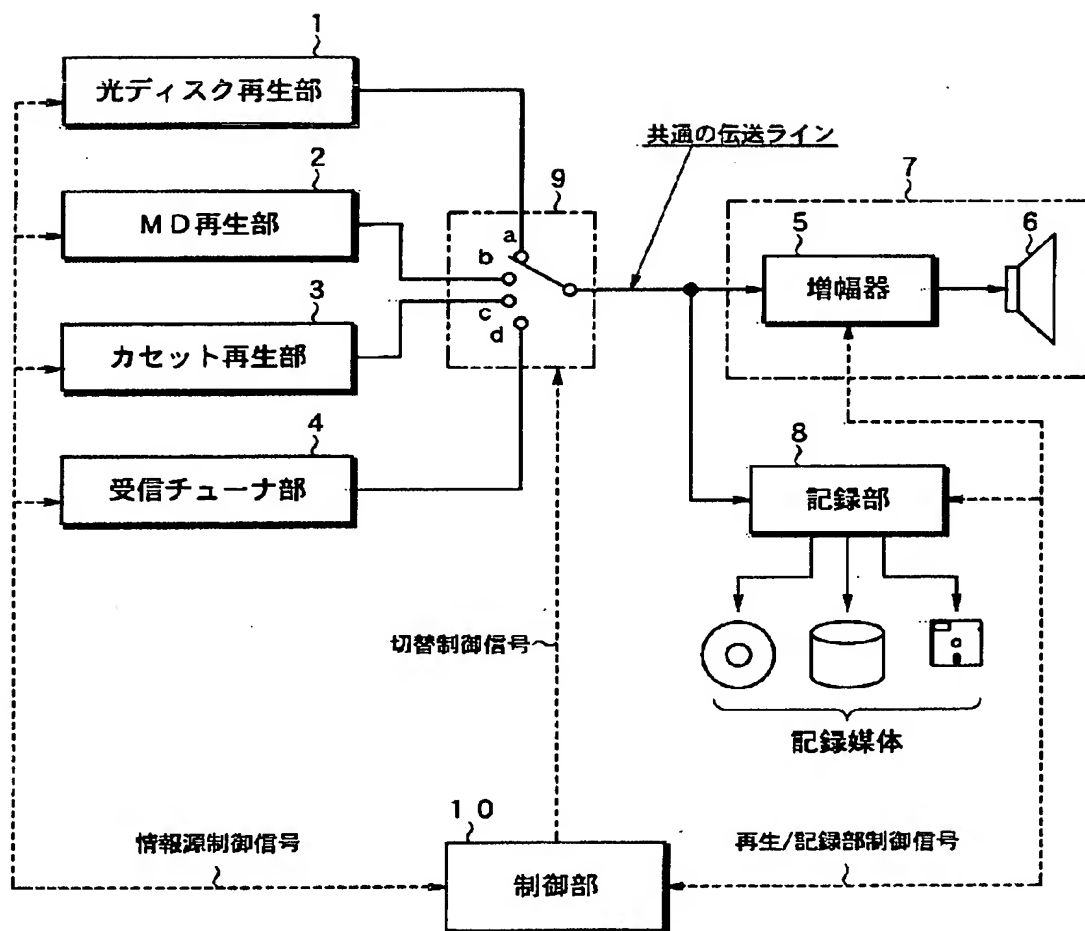 1
光ディスク再生部
2
MD再生部
3
カセット再生部
4
受信チューナ部
9
a
b
c
d
共通の伝送ライン
7
5
増幅器
6
8
記録部
記録媒体
切替制御信号
10
制御部
情報源制御信号
再生/記録部制御信号